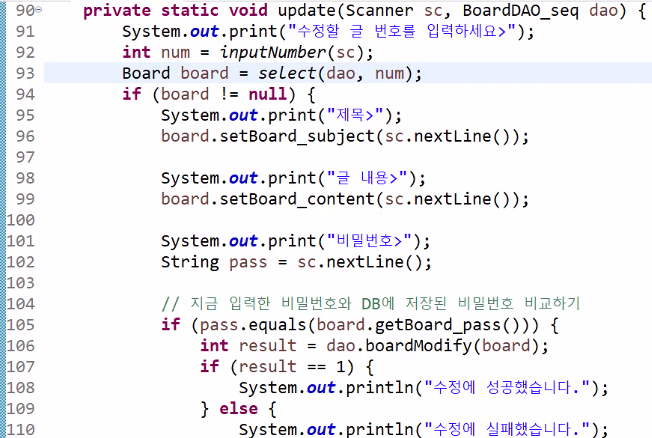 90 private static void update(Scanner sc, BoardDAO_seq dao) {
91 System.out.print("수정할 글 번호를 입력하세요>");
92 int num = inputNumber(sc);
93 Board board = select(dao, num);
94 if (board != null) {
95 System.out.print("제목>");
96 board.setBoard_subject(sc.nextLine());
97
98 System.out.print("글 내용>");
99 board.setBoard_content(sc.nextLine());
100
101 System.out.print("비밀번호>");
102 String pass = sc.nextLine();
103
104 // 지금 입력한 비밀번호와 DB에 저장된 비밀번호 비교하기
105 if (pass.equals(board.getBoard_pass())) {
106 int result = dao.boardModify(board);
107 if (result == 1) {
108 System.out.println("수정에 성공했습니다.");
109 } else {
110 System.out.println("수정에 실패했습니다.");